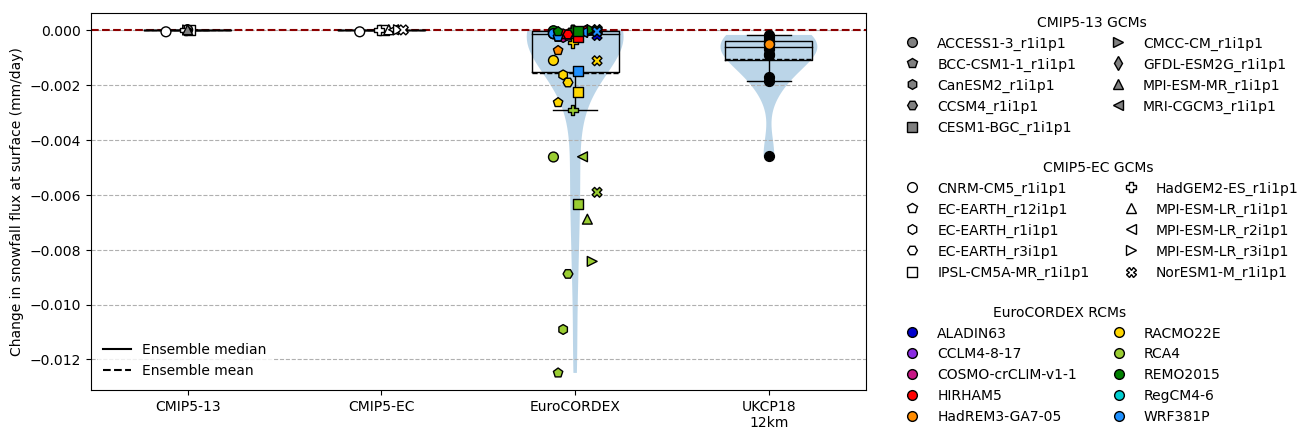 Change in snowfall flux at surface (mm/day)
0.000
−0.002
−0.004
−0.006
−0.008
−0.010
−0.012
Ensemble median
Ensemble mean
CMIP5-13
CMIP5-EC
EuroCORDEX
UKCP18
12km
CMIP5-13 GCMs
ACCESS1-3_r1i1p1
BCC-CSM1-1_r1i1p1
CanESM2_r1i1p1
CCSM4_r1i1p1
CESM1-BGC_r1i1p1
CMCC-CM_r1i1p1
GFDL-ESM2G_r1i1p1
MPI-ESM-MR_r1i1p1
MRI-CGCM3_r1i1p1
CMIP5-EC GCMs
CNRM-CM5_r1i1p1
EC-EARTH_r12i1p1
EC-EARTH_r1i1p1
EC-EARTH_r3i1p1
IPSL-CM5A-MR_r1i1p1
HadGEM2-ES_r1i1p1
MPI-ESM-LR_r1i1p1
MPI-ESM-LR_r2i1p1
MPI-ESM-LR_r3i1p1
NorESM1-M_r1i1p1
EuroCORDEX RCMs
ALADIN63
CCLM4-8-17
COSMO-crCLIM-v1-1
HIRHAM5
HadREM3-GA7-05
RACMO22E
RCA4
REMO2015
RegCM4-6
WRF381P